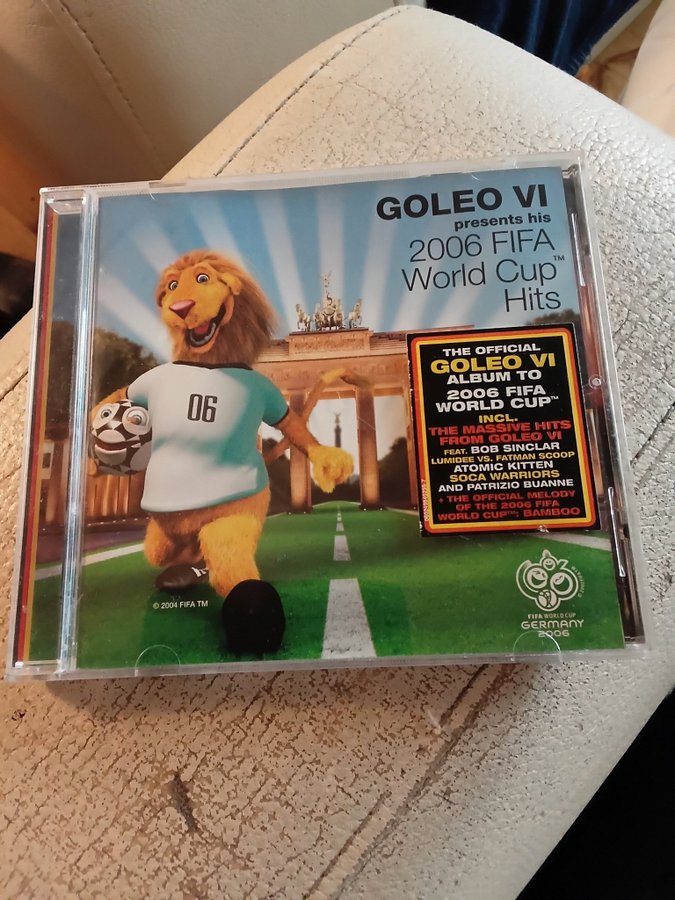 GOLEO VI
presents his
2006 FIFA
World Cup™
Hits
06
THE OFFICIAL
GOLEO VI
ALBUM TO
2006 FIFA
WORLD CUP™
INCL.
THE MASSIVE HITS
FROM GOLEO VI
FEAT. BOB SINCLAR
LUMIDEE VS. FATMAN SCOOP
ATOMIC KITTEN
SOCA WARRIORS
AND PATRIZIO BUANNE
+ THE OFFICIAL MELODY
OF THE 2006 FIFA
WORLD CUP™: BAMBOO
© 2004 FIFA TM
FIFA WORLD CUP
GERMANY
2006